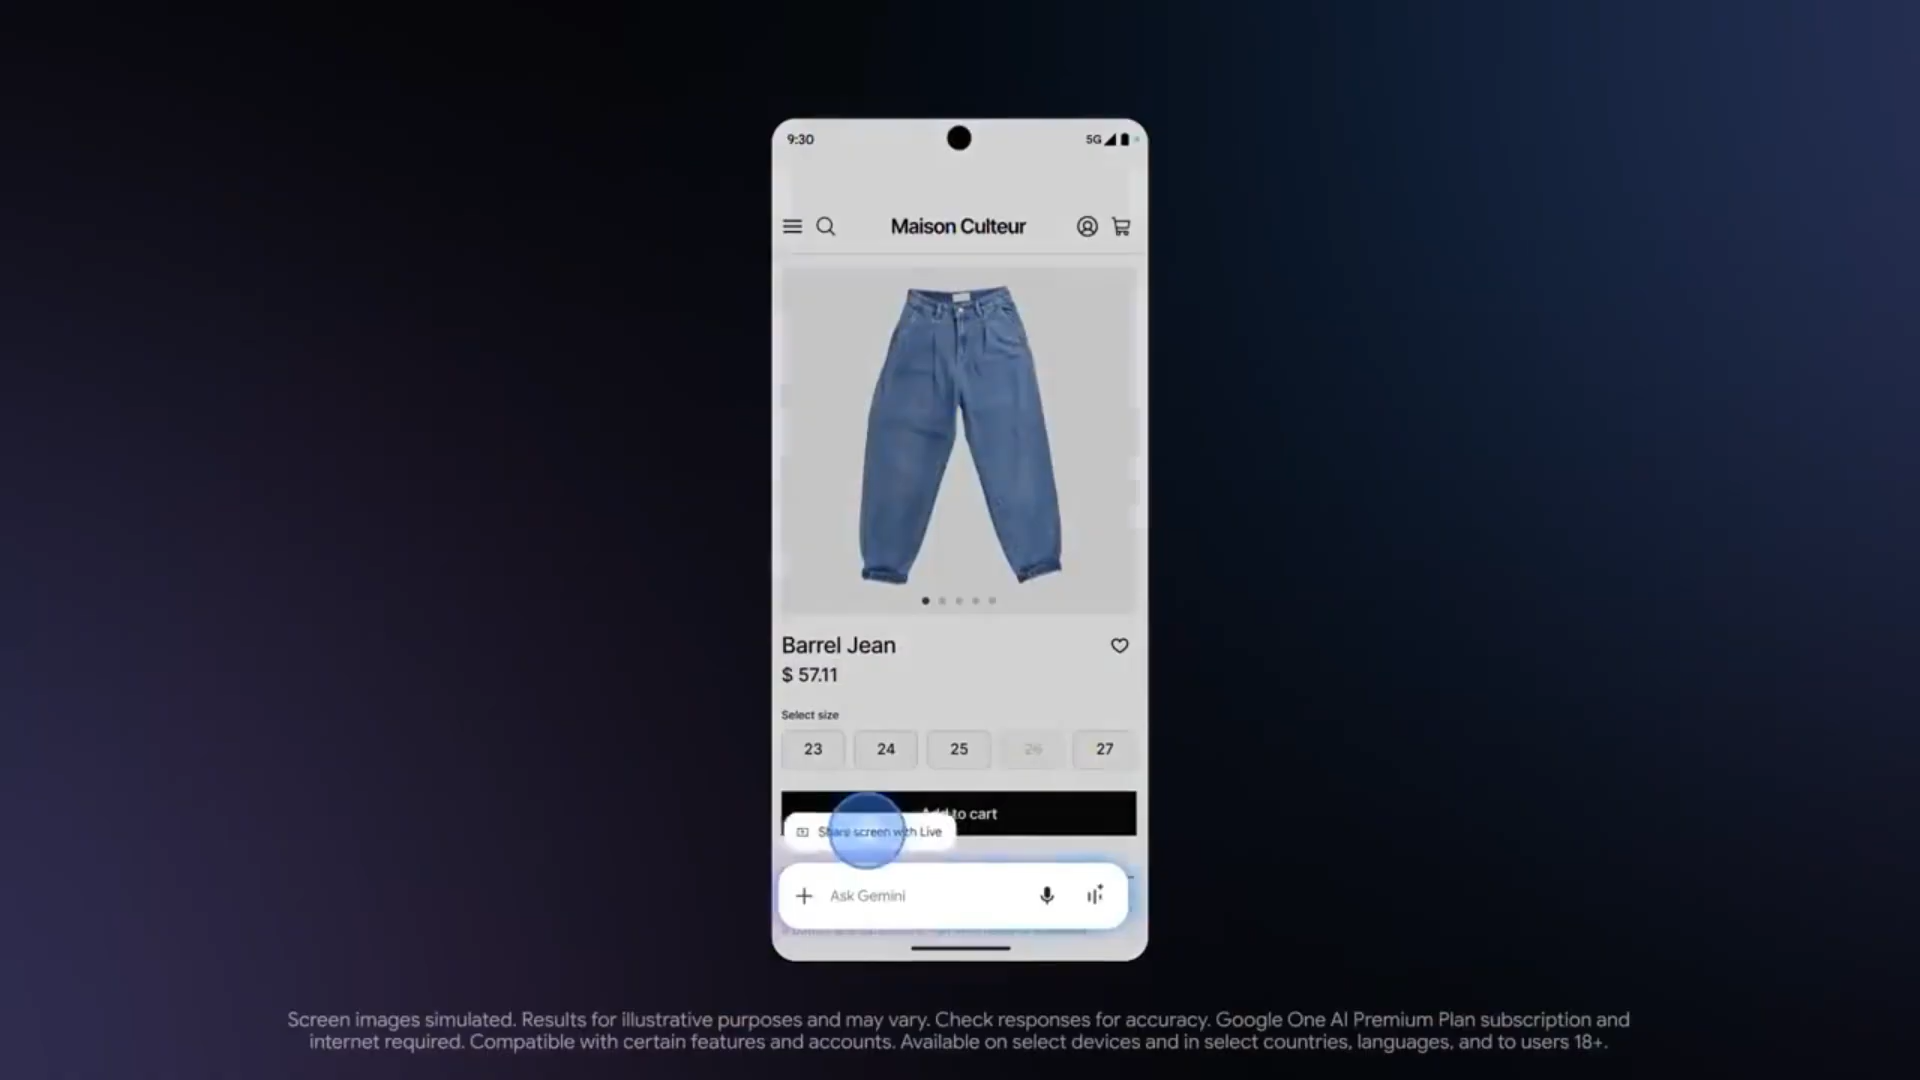 9:30
5G
Maison Culteur
Barrel Jean
$ 57.11
Select size
23 24 25 26 27
Add to cart
Share screen with Live
Ask Gemini
Screen images simulated. Results for illustrative purposes and may vary. Check responses for accuracy. Google One AI Premium Plan subscription and
internet required. Compatible with certain features and accounts. Available on select devices and in select countries, languages, and to users 18+.